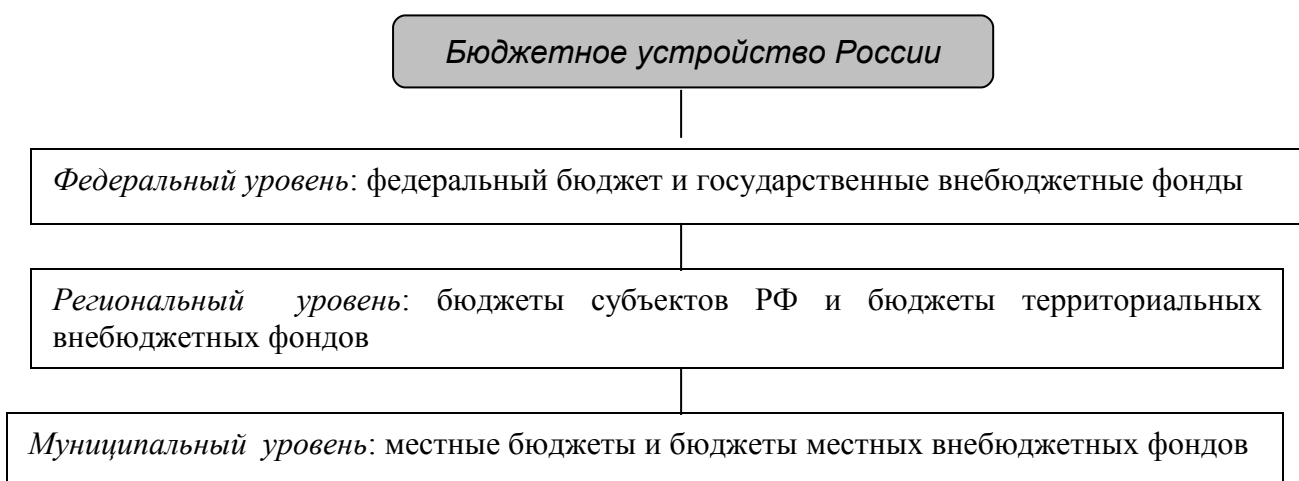 Бюджетное устройство России
Федеральный уровень: федеральный бюджет и государственные внебюджетные фонды
Региональный уровень: бюджеты субъектов РФ и бюджеты территориальных
внебюджетных фондов
Муниципальный уровень: местные бюджеты и бюджеты местных внебюджетных фондов